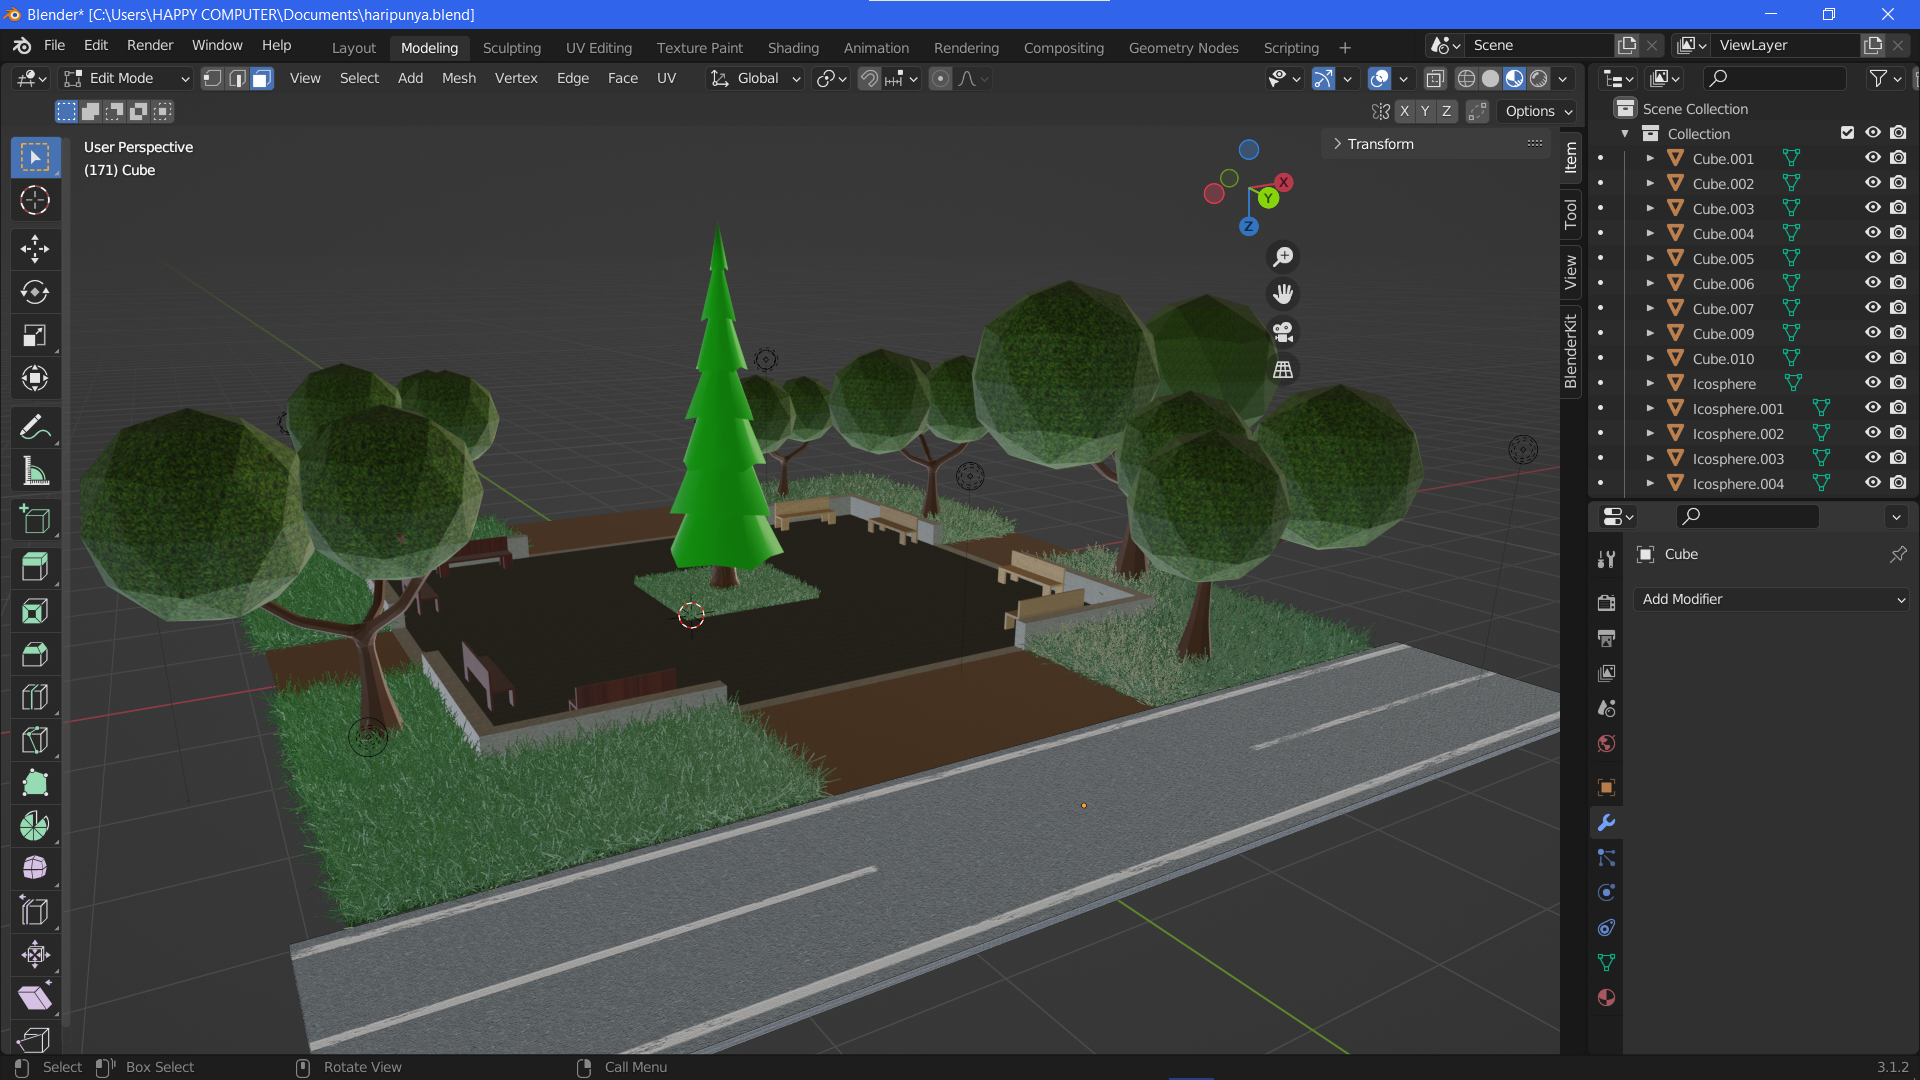 Blender* [C:\Users\HAPPY COMPUTER\Documents\haripunya.blend]
File Edit Render Window Help Layout Modeling Sculpting UV Editing Texture Paint Shading Animation Rendering Compositing Geometry Nodes Scripting + Scene ViewLayer
Edit Mode View Select Add Mesh Vertex Edge Face UV Global
X Y Z Options
User Perspective
(171) Cube
Transform
X
Y
Z
Item
Tool
View
BlenderKit
Scene Collection
Collection
Cube.001
Cube.002
Cube.003
Cube.004
Cube.005
Cube.006
Cube.007
Cube.009
Cube.010
Icosphere
Icosphere.001
Icosphere.002
Icosphere.003
Icosphere.004
Cube
Add Modifier
Select Box Select Rotate View Call Menu 3.1.2